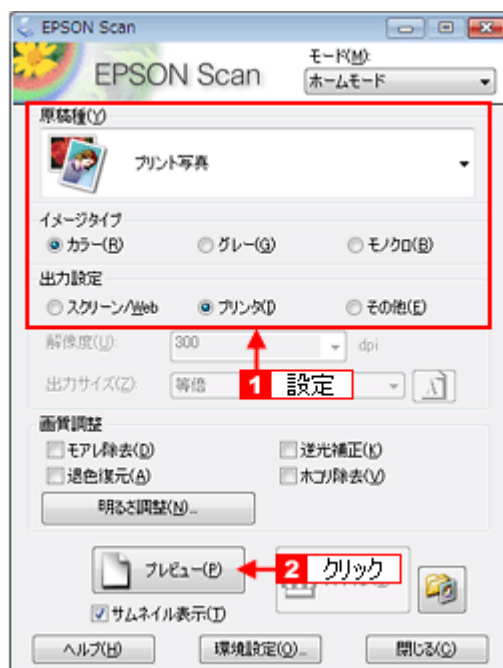 EPSON Scan
EPSON Scan
モード(M):
ホームモード
原稿種(Y)
プリント写真
イメージタイプ
カラー(R) グレー(G) モノクロ(B)
出力設定
スクリーン/Web プリンタ(I) その他(E)
解像度(U): 300 dpi
出力サイズ(Z): 等倍
1 設定
画質調整
モアレ除去(D) 逆光補正(K)
退色復元(A) ホコリ除去(V)
明るさ調整(N)...
プレビュー(P)
2 クリック
サムネイル表示(T)
ヘルプ(H) 環境設定(O)... 閉じる(C)